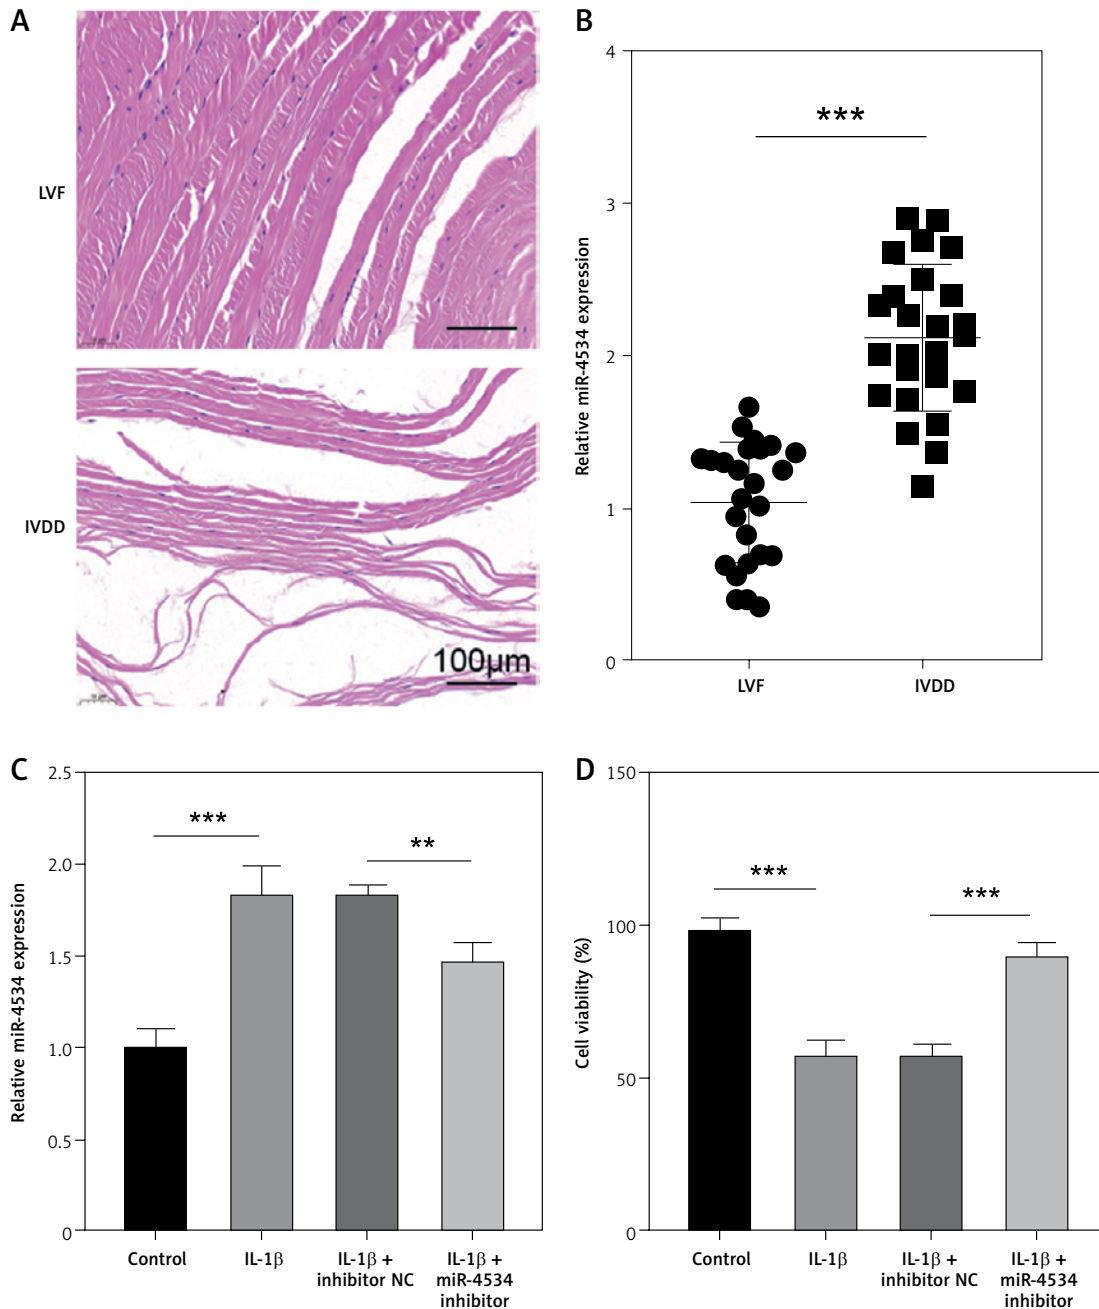 A
LVF
IVDD
100μm
B
Relative miR-4534 expression
4
3
2
1
0
***
LVF
IVDD
C
Relative miR-4534 expression
2.5
2.0
1.5
1.0
0.5
0
***
**
Control
IL-1β
IL-1β +
inhibitor NC
IL-1β +
miR-4534
inhibitor
D
Cell viability (%)
150
100
50
0
***
***
Control
IL-1β
IL-1β +
inhibitor NC
IL-1β +
miR-4534
inhibitor